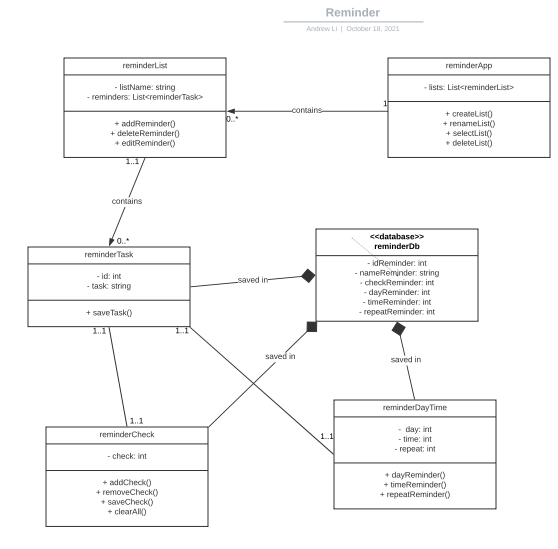 Reminder
Andrew Li | October 18, 2021
reminderList
- listName: string
- reminders: List<reminderTask>
+ addReminder()
+ deleteReminder()
+ editReminder()
reminderApp
- lists: List<reminderList>
+ createList()
+ renameList()
+ selectList()
+ deleteList()
contains
0..*
1
1..1
contains
0..*
reminderTask
- id: int
- task: string
+ saveTask()
<<database>>
reminderDb
- idReminder: int
- nameReminder: string
- checkReminder: int
- dayReminder: int
- timeReminder: int
- repeatReminder: int
saved in
1..1
1..1
saved in
saved in
1..1
1..1
reminderCheck
- check: int
+ addCheck()
+ removeCheck()
+ saveCheck()
+ clearAll()
reminderDayTime
- day: int
- time: int
- repeat: int
+ dayReminder()
+ timeReminder()
+ repeatReminder()